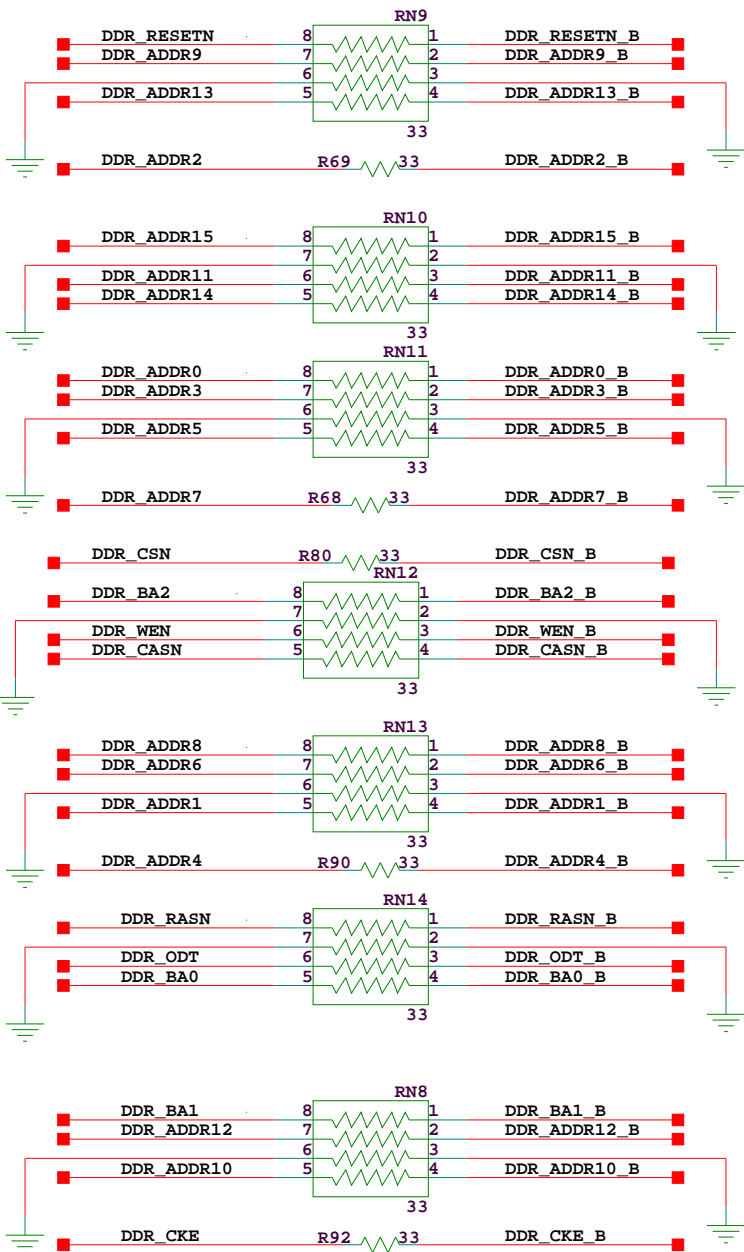 RN9
DDR_RESETN 8 1 DDR_RESETN_B
DDR_ADDR9 7 2 DDR_ADDR9_B
6 3
DDR_ADDR13 5 4 DDR_ADDR13_B
33
DDR_ADDR2 R69 33 DDR_ADDR2_B
RN10
DDR_ADDR15 8 1 DDR_ADDR15_B
7 2
DDR_ADDR11 6 3 DDR_ADDR11_B
DDR_ADDR14 5 4 DDR_ADDR14_B
33
RN11
DDR_ADDR0 8 1 DDR_ADDR0_B
DDR_ADDR3 7 2 DDR_ADDR3_B
6 3
DDR_ADDR5 5 4 DDR_ADDR5_B
33
DDR_ADDR7 R68 33 DDR_ADDR7_B
DDR_CSN R80 33 DDR_CSN_B
RN12
DDR_BA2 8 1 DDR_BA2_B
7 2
DDR_WEN 6 3 DDR_WEN_B
DDR_CASN 5 4 DDR_CASN_B
33
RN13
DDR_ADDR8 8 1 DDR_ADDR8_B
DDR_ADDR6 7 2 DDR_ADDR6_B
6 3
DDR_ADDR1 5 4 DDR_ADDR1_B
33
DDR_ADDR4 R90 33 DDR_ADDR4_B
RN14
DDR_RASN 8 1 DDR_RASN_B
7 2
DDR_ODT 6 3 DDR_ODT_B
DDR_BA0 5 4 DDR_BA0_B
33
RN8
DDR_BA1 8 1 DDR_BA1_B
DDR_ADDR12 7 2 DDR_ADDR12_B
6 3
DDR_ADDR10 5 4 DDR_ADDR10_B
33
DDR_CKE R92 33 DDR_CKE_B